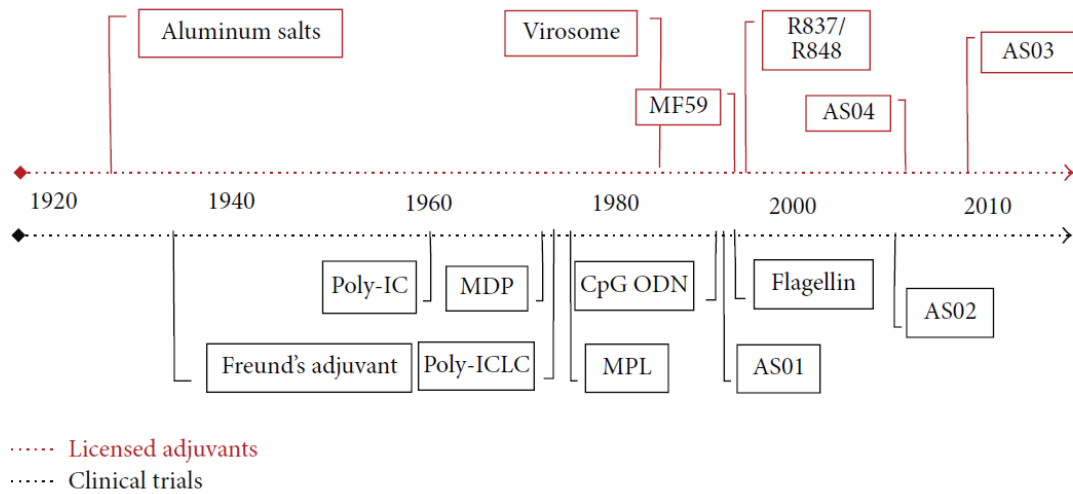 Aluminum salts
Virosome
R837/
R848
AS03
MF59
AS04
1920 1940 1960 1980 2000 2010
Poly-IC
MDP
CpG ODN
Flagellin
AS02
Freund's adjuvant
Poly-ICLC
MPL
AS01
Licensed adjuvants
Clinical trials